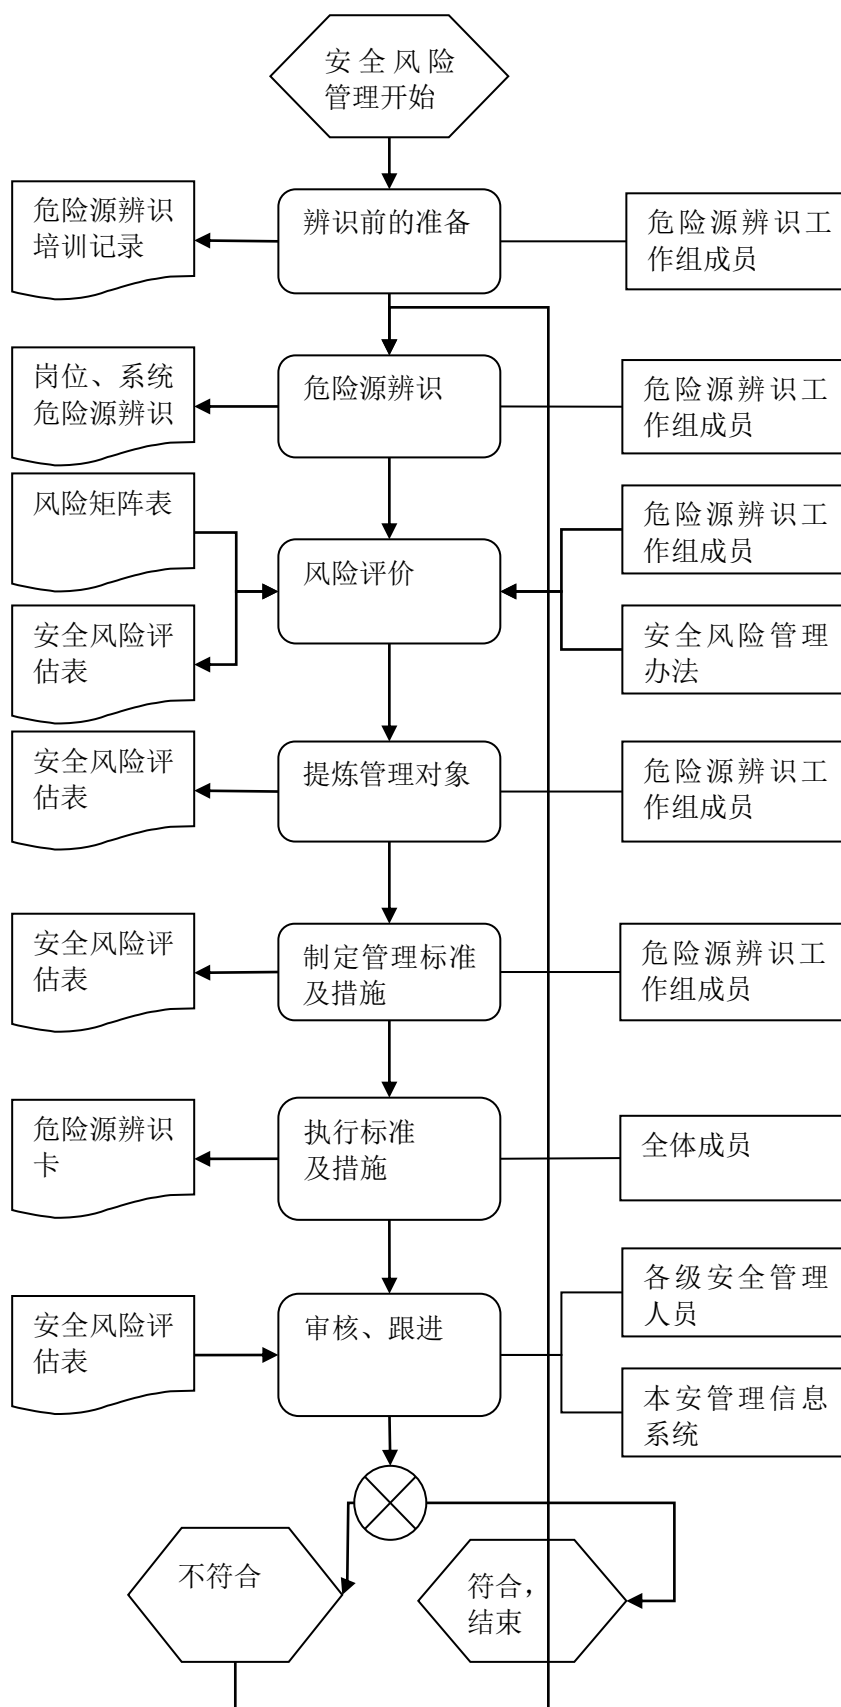 安全风险
管理开始
危险源辨识
培训记录
辨识前的准备
危险源辨识工
作组成员
岗位、系统
危险源辨识
危险源辨识
危险源辨识工
作组成员
风险矩阵表
风险评价
危险源辨识工
作组成员
安全风险评
估表
安全风险管理
办法
安全风险评
估表
提炼管理对象
危险源辨识工
作组成员
安全风险评
估表
制定管理标准
及措施
危险源辨识工
作组成员
危险源辨识
卡
执行标准
及措施
全体成员
安全风险评
估表
审核、跟进
各级安全管理
人员
本安管理信息
系统
不符合
符合，
结束